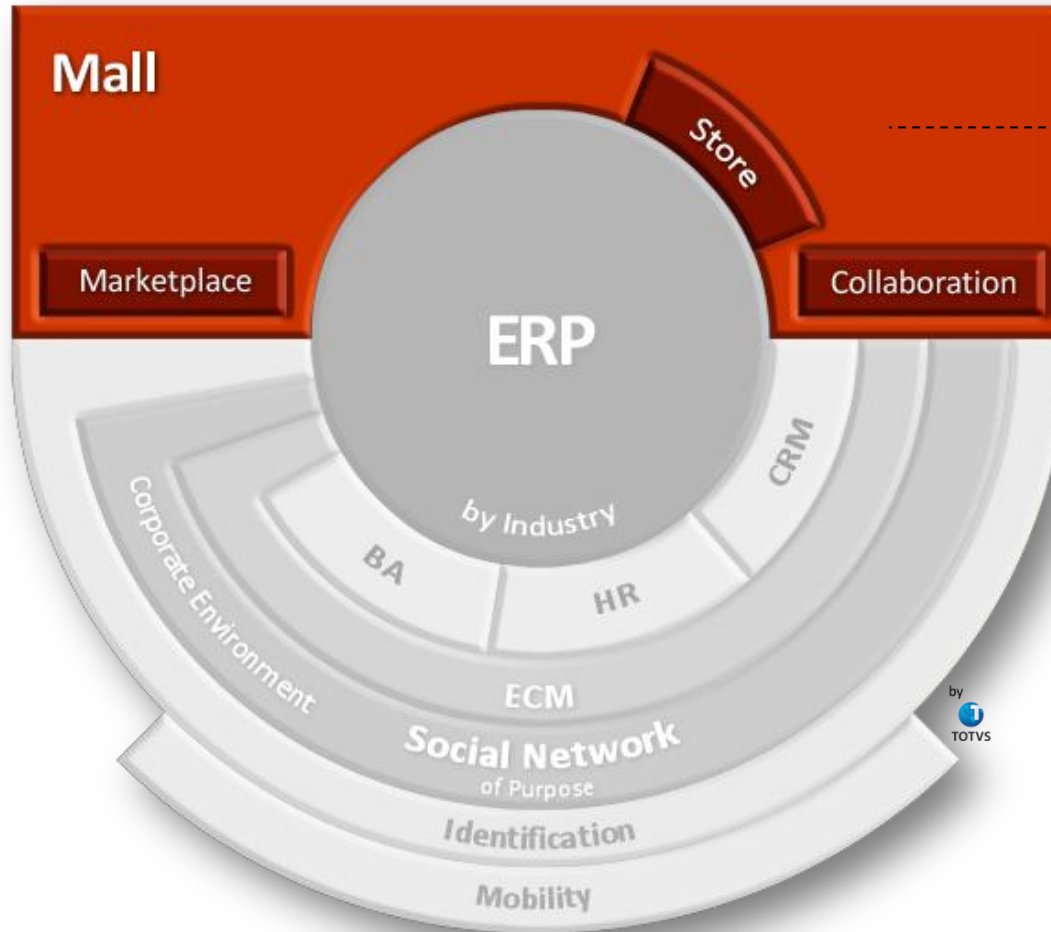 Mall
Store
Marketplace
Collaboration
ERP
by Industry
CRM
BA
HR
Corporate Environment
ECM
Social Network
of Purpose
by
TOTVS
Identification
Mobility